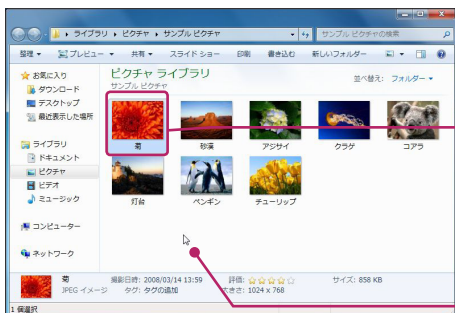 ライブラリ ▸ ピクチャ ▸ サンプル ピクチャ
サンプル ピクチャの検索
整理 プレビュー 共有 スライド ショー 印刷 書き込む 新しいフォルダー
お気に入り
ダウンロード
デスクトップ
最近表示した場所
ライブラリ
ドキュメント
ピクチャ
ビデオ
ミュージック
コンピューター
ネットワーク
ピクチャ ライブラリ
サンプル ピクチャ
並べ替え: フォルダー
菊 砂漠 アジサイ クラゲ コアラ
灯台 ペンギン チューリップ
菊 撮影日時: 2008/03/14 13:59 評価: サイズ: 858 KB
JPEG イメージ タグ: タグの追加 大きさ: 1024 x 768
1 個選択